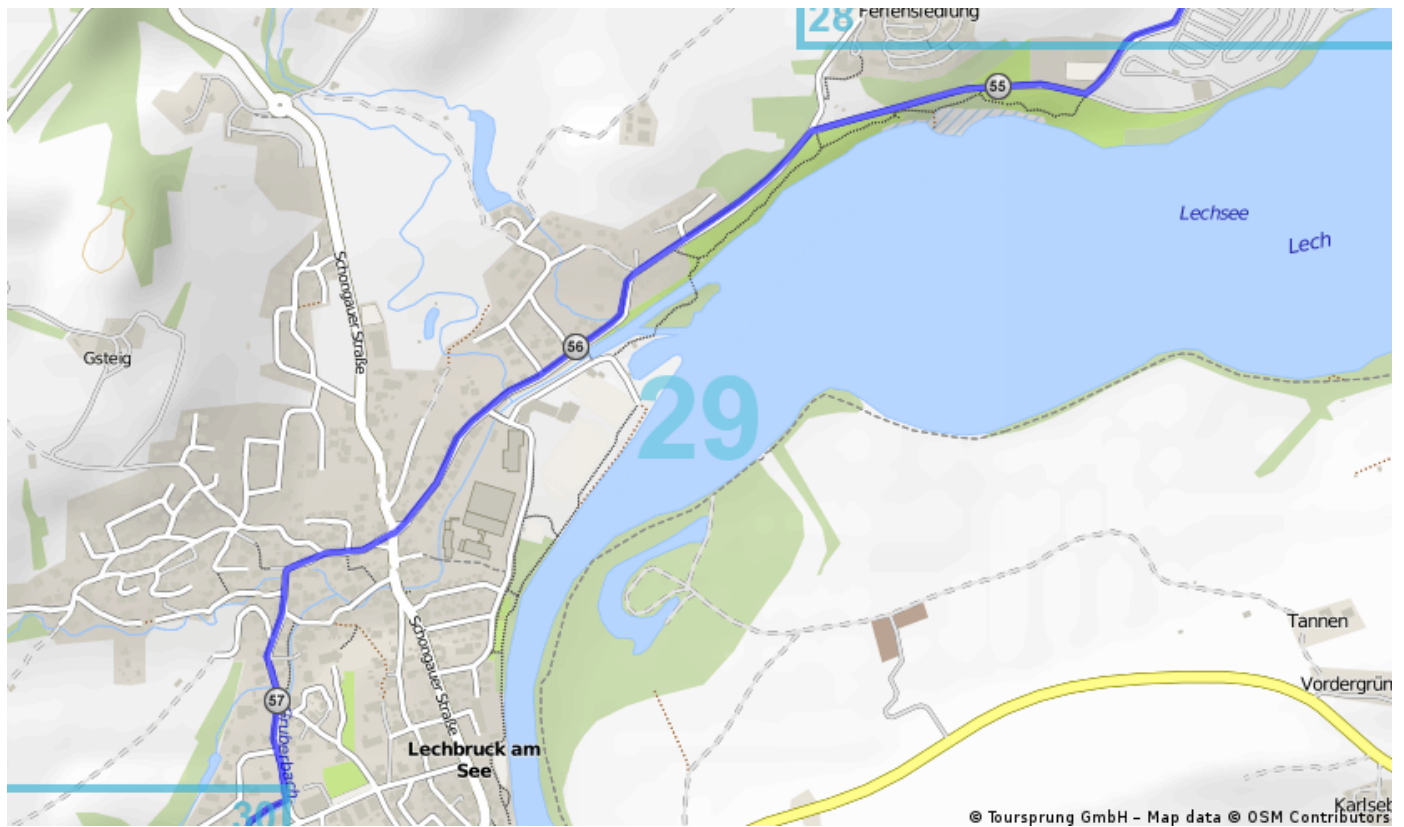 28
Feriensiedlung
55
Lechsee
Lech
Schongauer Straße
Gsteig
56
29
Tannen
Vordergrün
Schongauer Straße
57
Gruberbach
Lechbruck am
See
30
Karlseb
© Toursprung GmbH – Map data © OSM Contributors